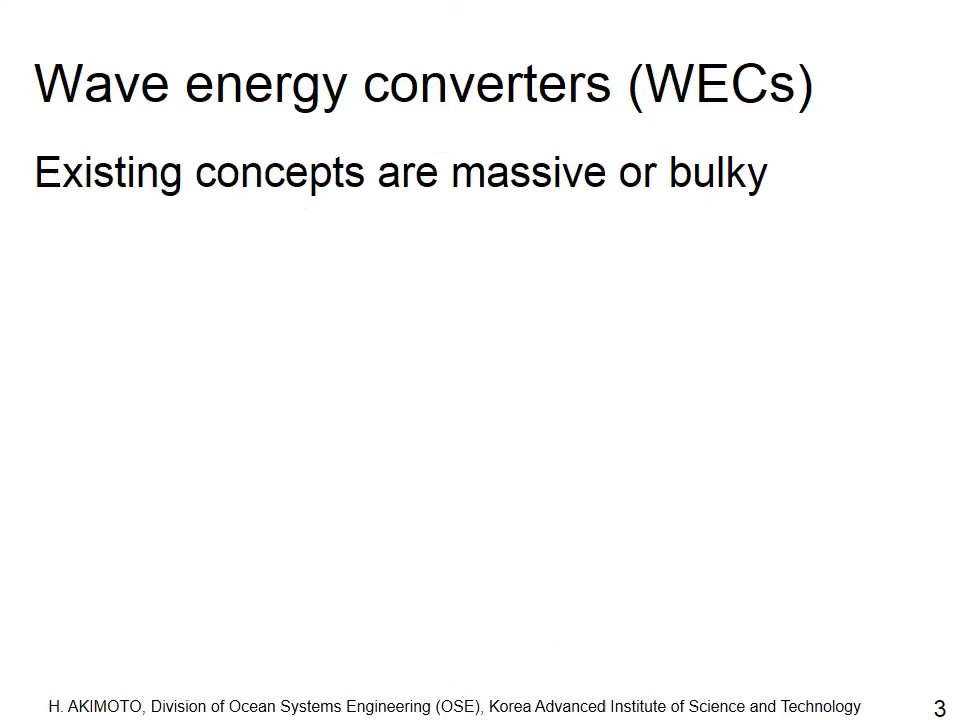 Wave energy converters (WECs)
Existing concepts are massive or bulky
H. AKIMOTO, Division of Ocean Systems Engineering (OSE), Korea Advanced Institute of Science and Technology
3